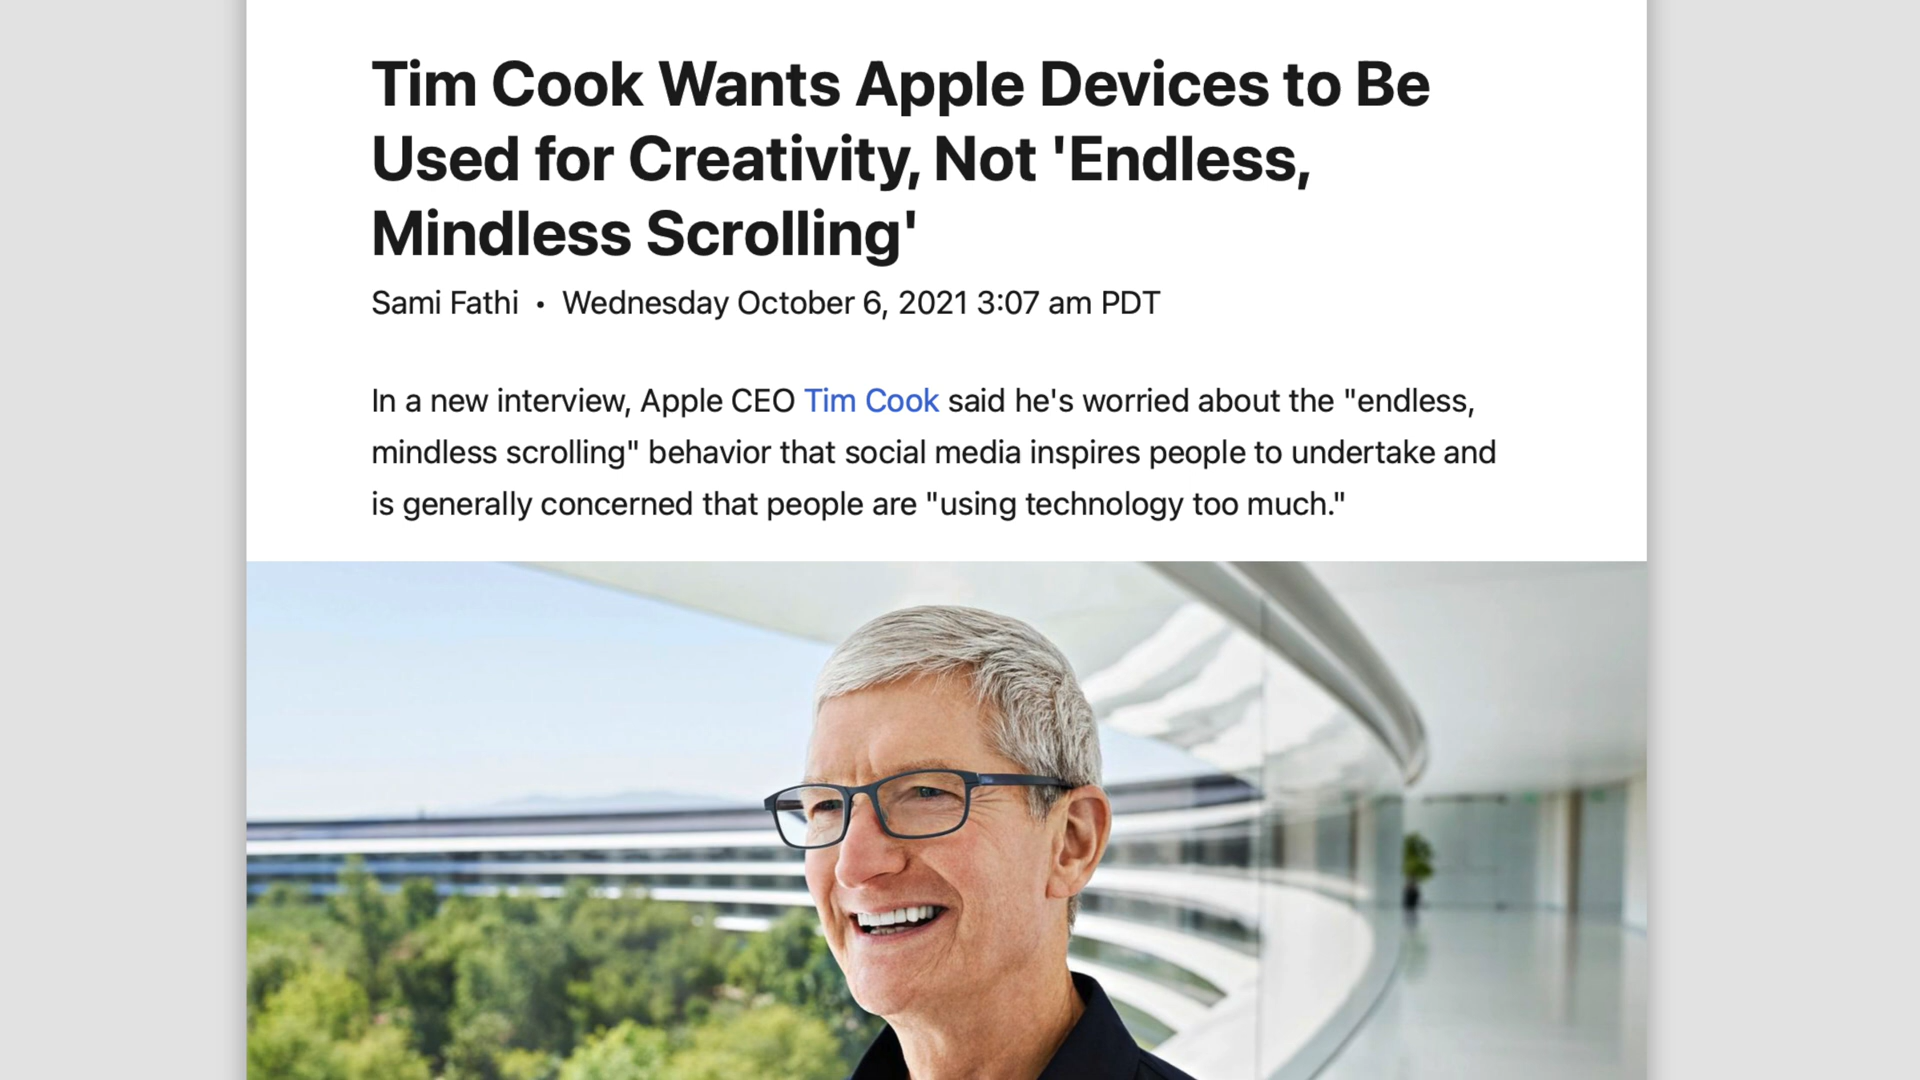 Tim Cook Wants Apple Devices to Be
Used for Creativity, Not 'Endless,
Mindless Scrolling'
Sami Fathi • Wednesday October 6, 2021 3:07 am PDT
In a new interview, Apple CEO Tim Cook said he's worried about the "endless,
mindless scrolling" behavior that social media inspires people to undertake and
is generally concerned that people are "using technology too much."